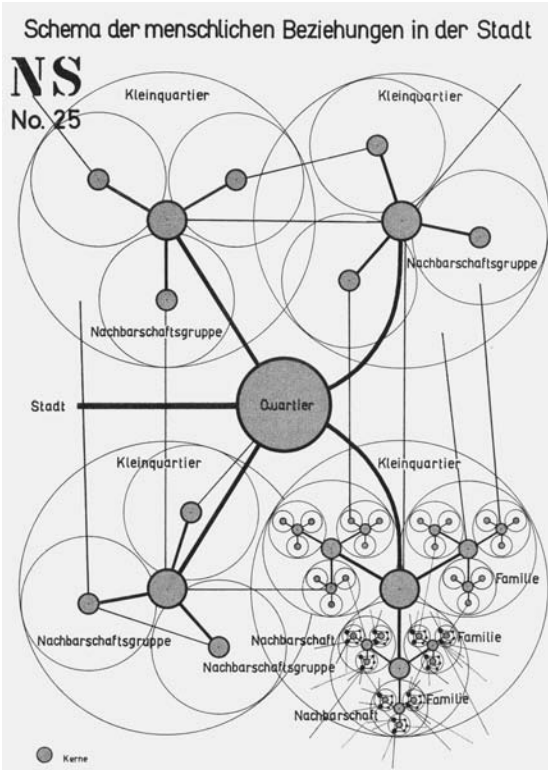 Schema der menschlichen Beziehungen in der Stadt
NS
No. 25
Kleinquartier
Kleinquartier
Nachbarschaftsgruppe
Nachbarschaftsgruppe
Stadt
Quartier
Kleinquartier
Kleinquartier
Familie
Nachbarschaftsgruppe
Nachbarschaftsgruppe
Nachbarschaft
Familie
Familie
Nachbarschaft
Kerne